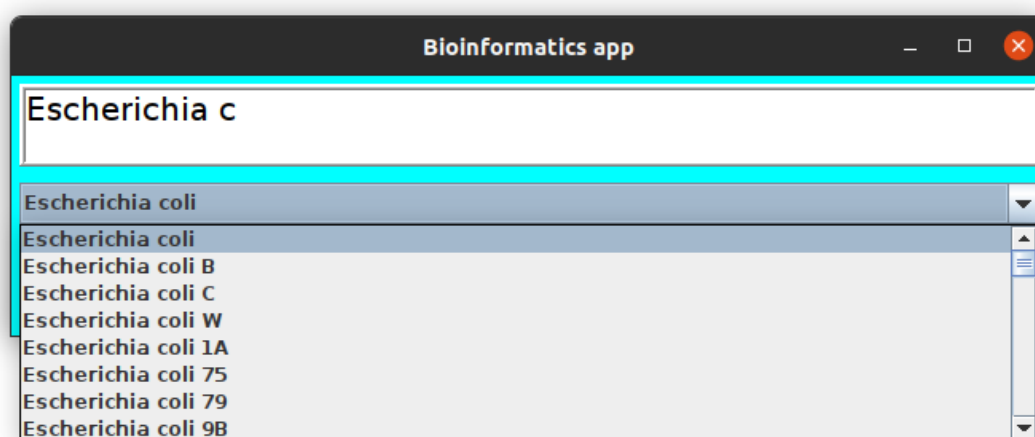 Bioinformatics app
Escherichia c
Escherichia coli
Escherichia coli
Escherichia coli B
Escherichia coli C
Escherichia coli W
Escherichia coli 1A
Escherichia coli 75
Escherichia coli 79
Escherichia coli 9B